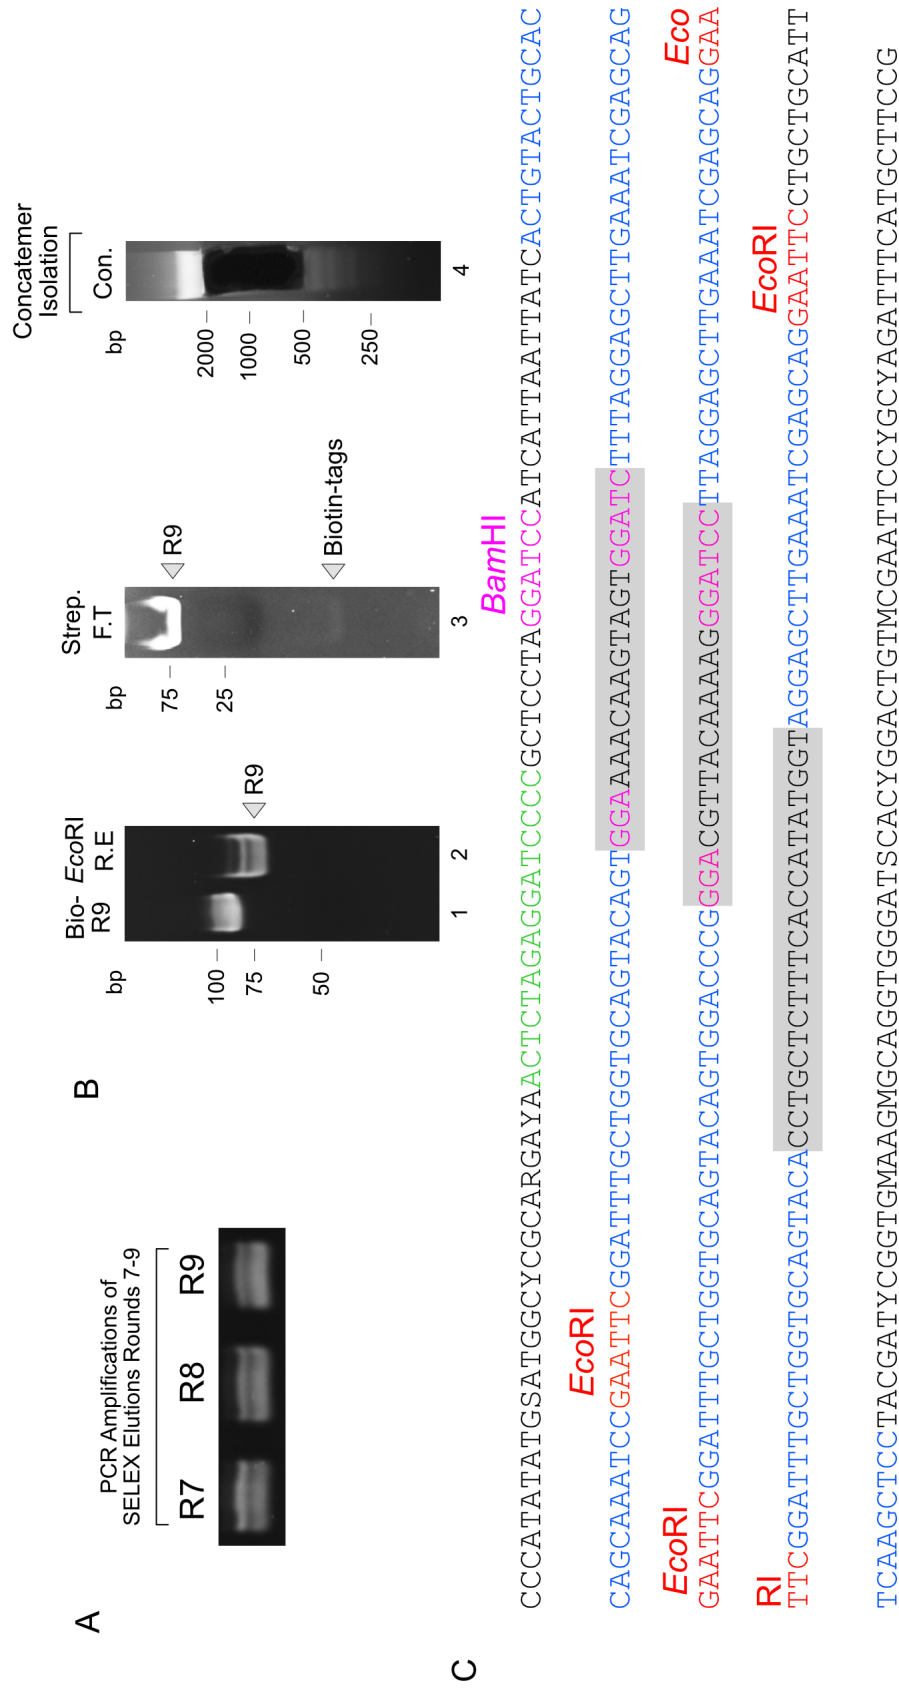 A
PCR Amplifications of
SELEX Elutions Rounds 7-9
R7 R8 R9
B
Bio-R9 EcoRI R.E
bp
100
75
50
R9
1 2
Strep. F.T
bp
75
25
R9
Biotin-tags
3
Concatemer
Isolation
Con.
bp
2000
1000
500
250
4
C
BamHI
CCCATATATGSATGGCYCGCARGAYAACTCTAGAGGATCCCCCGCTCCTAGGATCCATCATTAATTATCACTGTACTGCAC
EcoRI
CAGCAAATCCGAATTCGGATTTGCTGGTGCAGTACAGTGGAAAACAAGTAGTGGATCTTTAGGAGCTTGAAATCGAGCAG
EcoRI Eco
GAATTCGGATTTGCTGGTGCAGTACAGTGGACCCGGGACGTTACAAAAGGGATCCTTAGGAGCTTGAAATCGAGCAGGAA
RI EcoRI
TTCGGATTTGCTGGTGCAGTACACCTGCTCTTTCACCATATGGTAGGAGCTTGAAATCGAGCAGGAATTCCTGCTGCATT
TCAAGCTCCTACGATYCGGTGMAAGMGCAGGTGGGATSCACYGGACTGTMCGAAATTCCYGCYAGATTTCATGCTTCCG